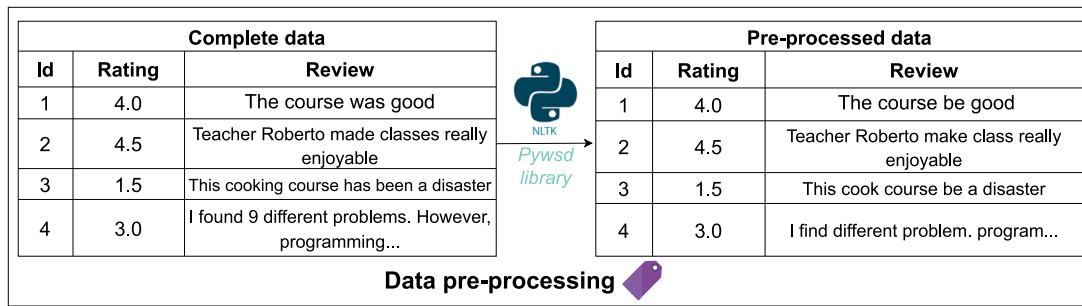 Complete data
Id Rating Review
1 4.0 The course was good
2 4.5 Teacher Roberto made classes really
enjoyable
3 1.5 This cooking course has been a disaster
4 3.0 I found 9 different problems. However,
programming...
NLTK
Pywsd
library
Pre-processed data
Id Rating Review
1 4.0 The course be good
2 4.5 Teacher Roberto make class really
enjoyable
3 1.5 This cook course be a disaster
4 3.0 I find different problem. program...
Data pre-processing